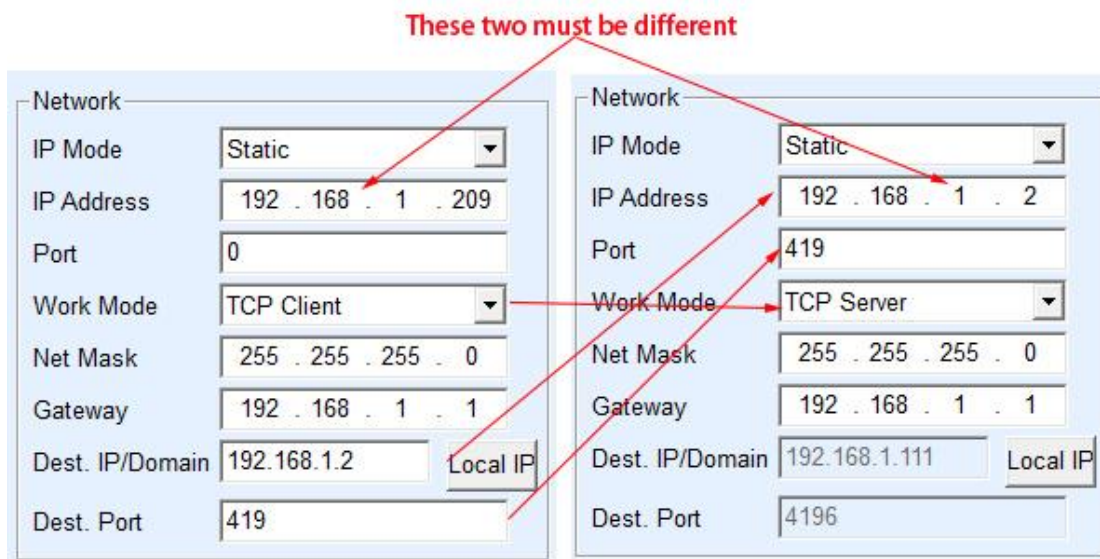 These two must be different
Network
IP Mode Static
IP Address 192 . 168 . 1 . 209
Port 0
Work Mode TCP Client
Net Mask 255 . 255 . 255 . 0
Gateway 192 . 168 . 1 . 1
Dest. IP/Domain 192.168.1.2 Local IP
Dest. Port 419
Network
IP Mode Static
IP Address 192 . 168 . 1 . 2
Port 419
Work Mode TCP Server
Net Mask 255 . 255 . 255 . 0
Gateway 192 . 168 . 1 . 1
Dest. IP/Domain 192.168.1.111 Local IP
Dest. Port 4196